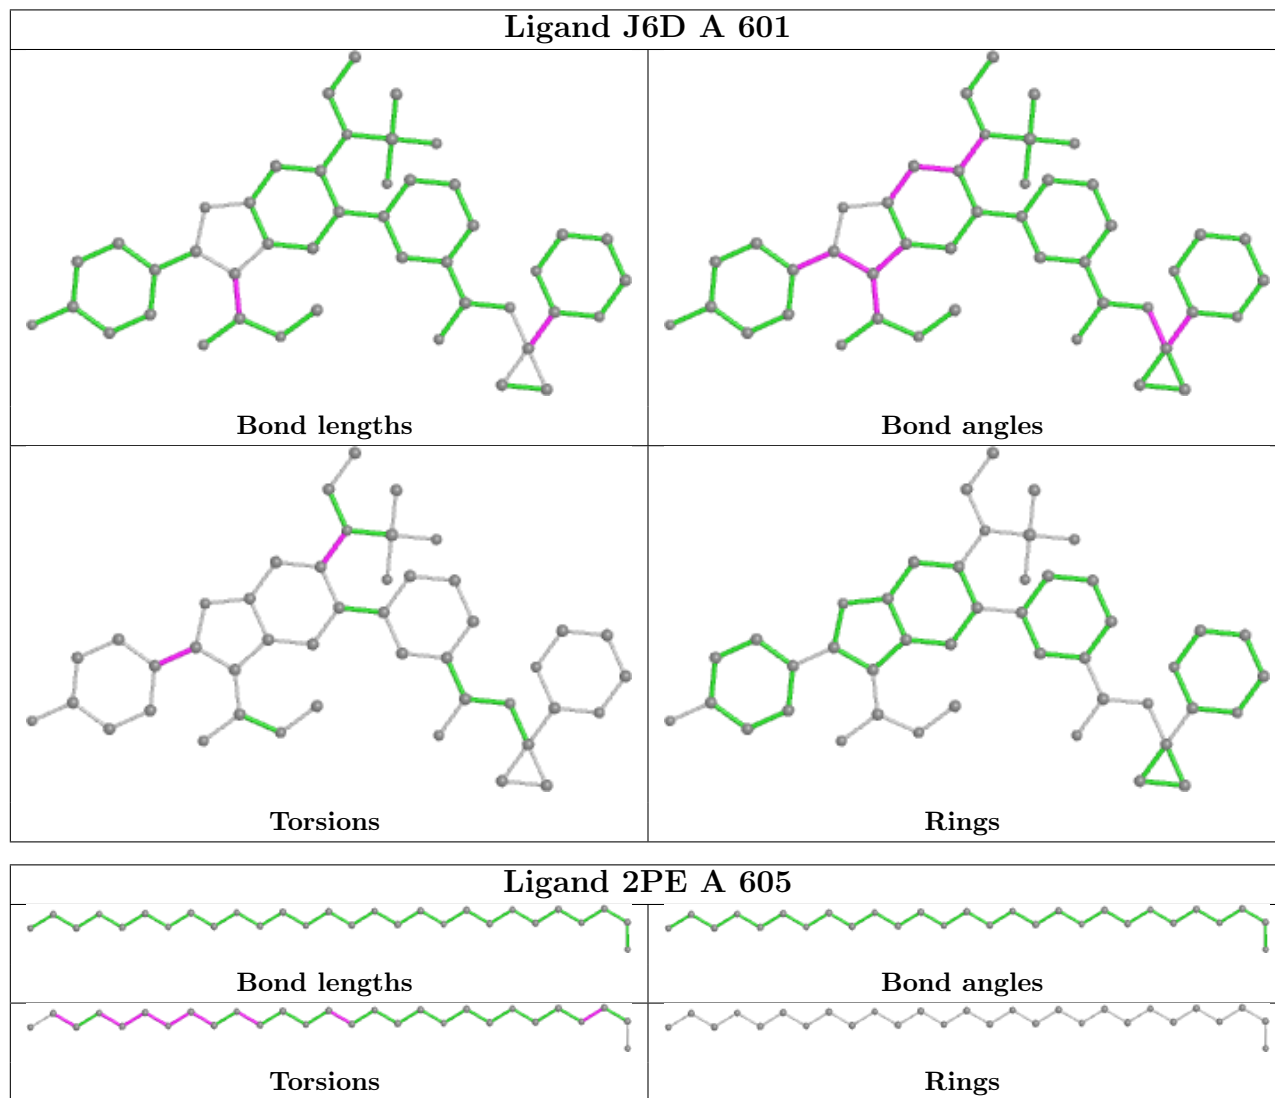 Ligand J6D A 601
Bond lengths
Bond angles
Torsions
Rings
Ligand 2PE A 605
Bond lengths
Bond angles
Torsions
Rings